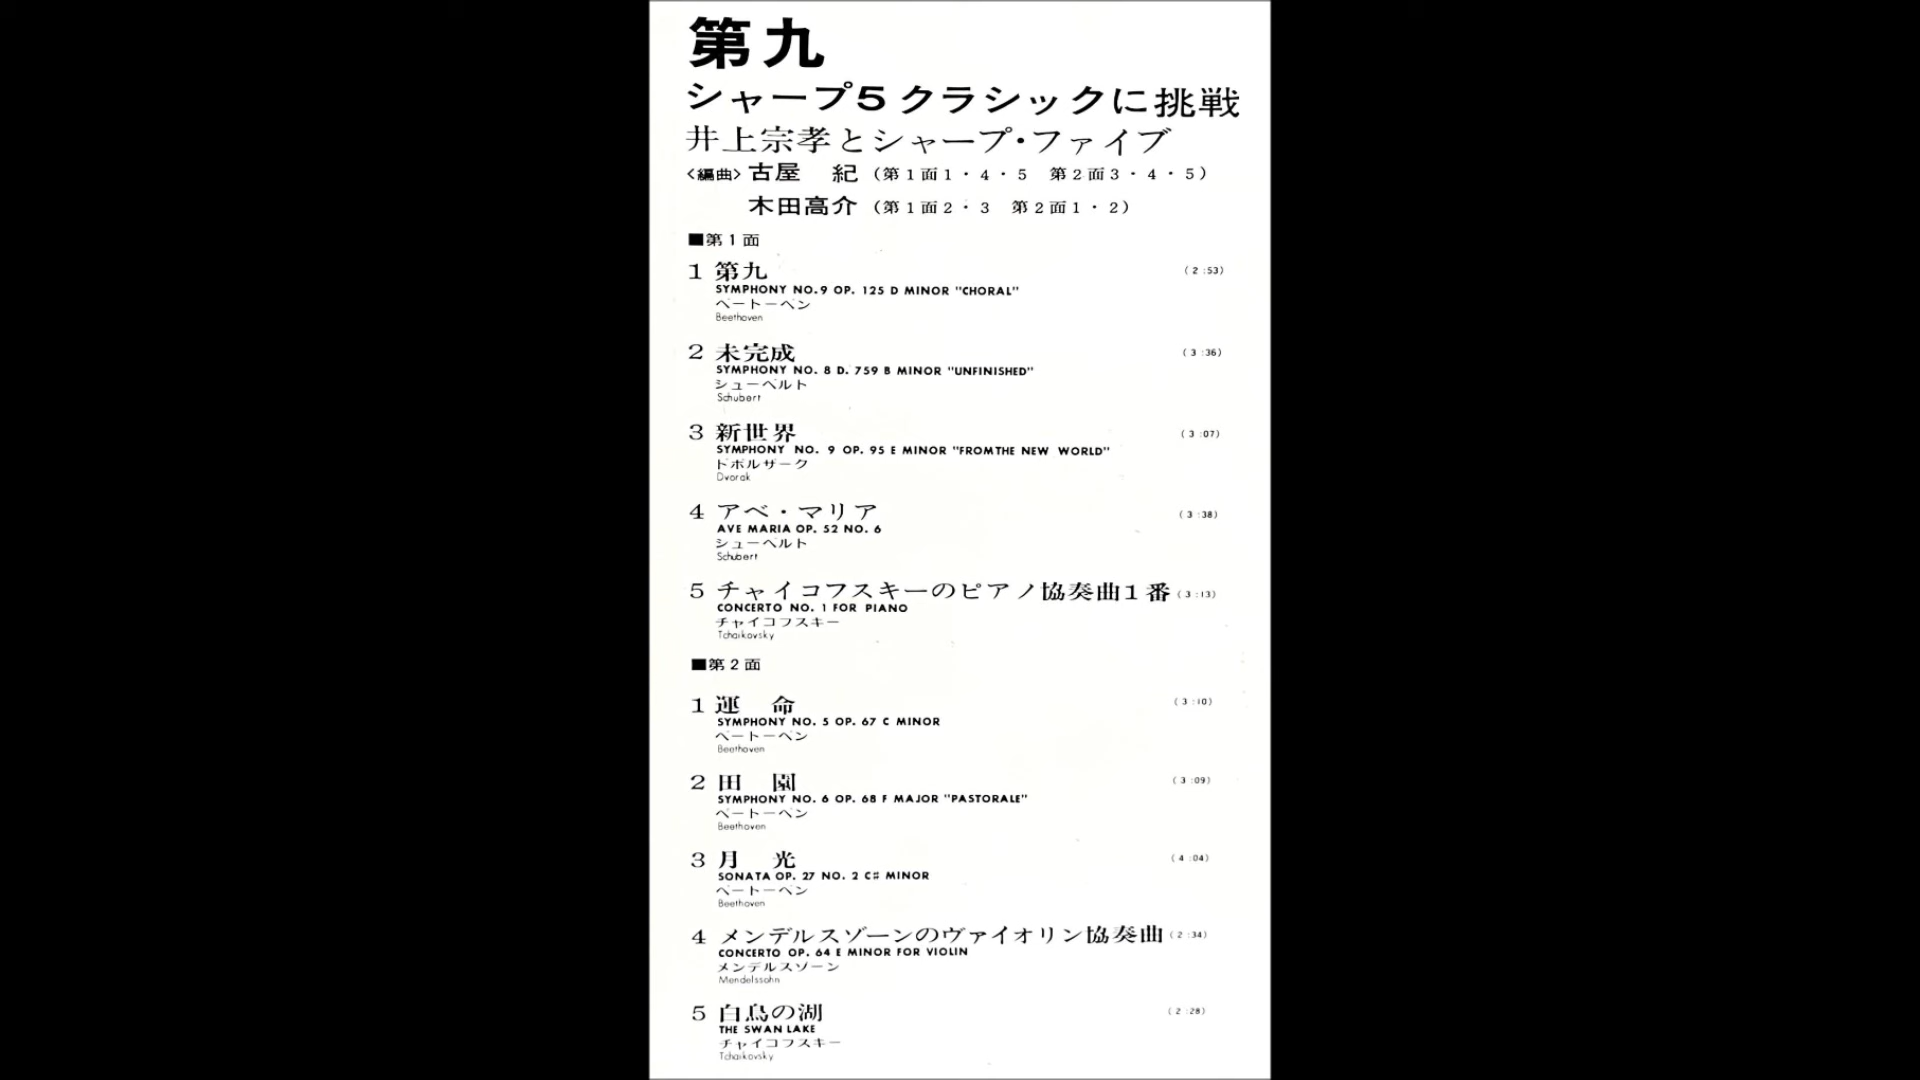 第九
シャープ5クラシックに挑戦
井上宗孝とシャープ・ファイブ
<編曲> 古屋 紀 (第1面1・4・5 第2面3・4・5)
木田高介 (第1面2・3 第2面1・2)
■第1面
1 第九 (2:53)
SYMPHONY NO.9 OP. 125 D MINOR "CHORAL"
ベートーベン
Beethoven
2 未完成 (3:36)
SYMPHONY NO. 8 D. 759 B MINOR "UNFINISHED"
シューベルト
Schubert
3 新世界 (3:07)
SYMPHONY NO. 9 OP. 95 E MINOR "FROMTHE NEW WORLD"
ドボルザーク
Dvorak
4 アベ・マリア (3:38)
AVE MARIA OP. 52 NO. 6
シューベルト
Schubert
5 チャイコフスキーのピアノ協奏曲1番 (3:13)
CONCERTO NO. 1 FOR PIANO
チャイコフスキー
Tchaikovsky
■第2面
1 運 命 (3:10)
SYMPHONY NO. 5 OP. 67 C MINOR
ベートーベン
Beethoven
2 田 園 (3:09)
SYMPHONY NO. 6 OP. 68 F MAJOR "PASTORALE"
ベートーベン
Beethoven
3 月 光 (4:04)
SONATA OP. 27 NO. 2 C♯ MINOR
ベートーベン
Beethoven
4 メンデルスゾーンのヴァイオリン協奏曲 (2:34)
CONCERTO OP. 64 E MINOR FOR VIOLIN
メンデルスゾーン
Mendelssohn
5 白鳥の湖 (2:28)
THE SWAN LAKE
チャイコフスキー
Tchaikovsky